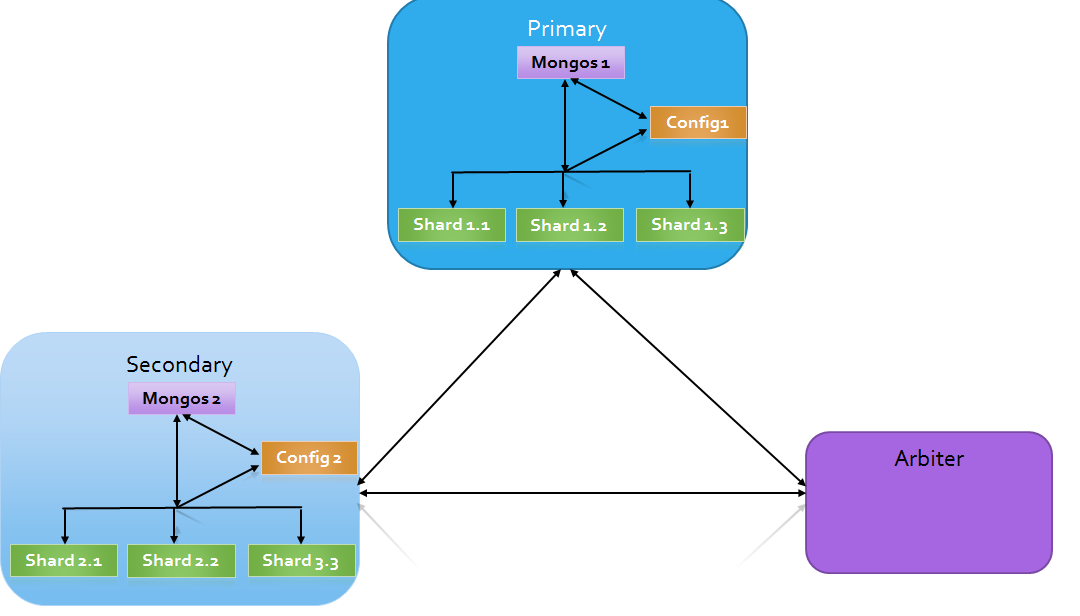 Primary
Mongos 1
Config1
Shard 1.1
Shard 1.2
Shard 1.3
Secondary
Mongos 2
Config 2
Shard 2.1
Shard 2.2
Shard 3.3
Arbiter